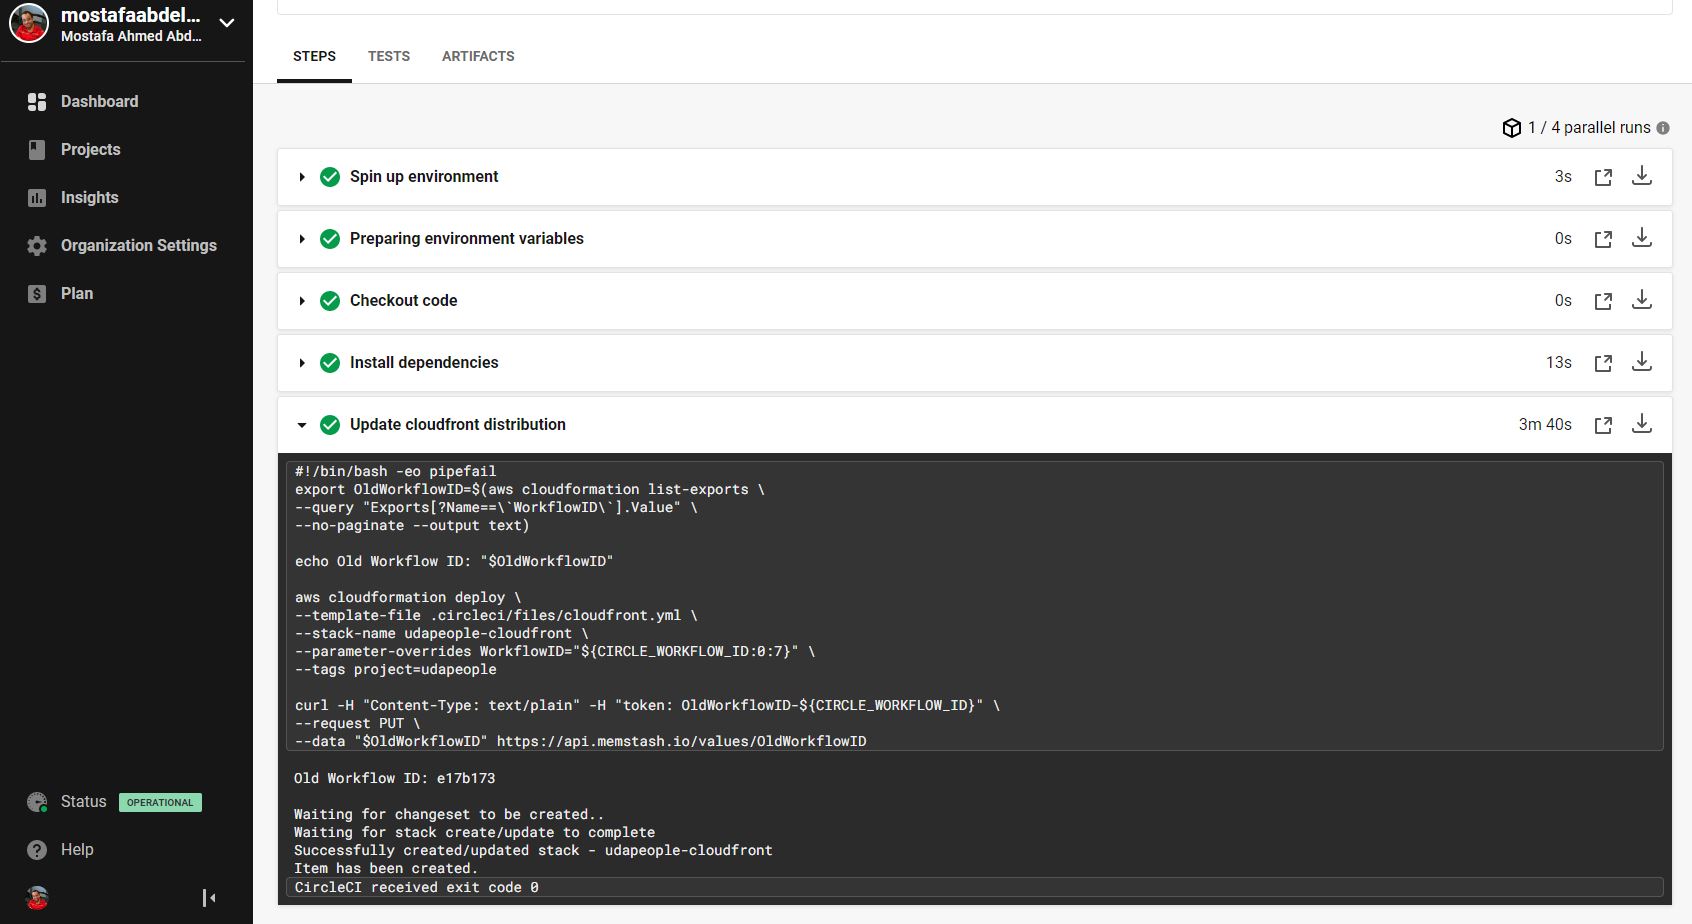 mostafaabdel...
Mostafa Ahmed Abd...
Dashboard
Projects
Insights
Organization Settings
Plan
Status OPERATIONAL
Help
STEPS TESTS ARTIFACTS
1 / 4 parallel runs
Spin up environment 3s
Preparing environment variables 0s
Checkout code 0s
Install dependencies 13s
Update cloudfront distribution 3m 40s
#!/bin/bash -eo pipefail
export OldWorkflowID=$(aws cloudformation list-exports \
--query "Exports[?Name==\`WorkflowID\`].Value" \
--no-paginate --output text)
echo Old Workflow ID: "$OldWorkflowID"
aws cloudformation deploy \
--template-file .circleci/files/cloudfront.yml \
--stack-name udapeople-cloudfront \
--parameter-overrides WorkflowID="${CIRCLE_WORKFLOW_ID:0:7}" \
--tags project=udapeople
curl -H "Content-Type: text/plain" -H "token: OldWorkflowID-${CIRCLE_WORKFLOW_ID}" \
--request PUT \
--data "$OldWorkflowID" https://api.memstash.io/values/OldWorkflowID
Old Workflow ID: e17b173
Waiting for changeset to be created..
Waiting for stack create/update to complete
Successfully created/updated stack - udapeople-cloudfront
Item has been created.
CircleCI received exit code 0